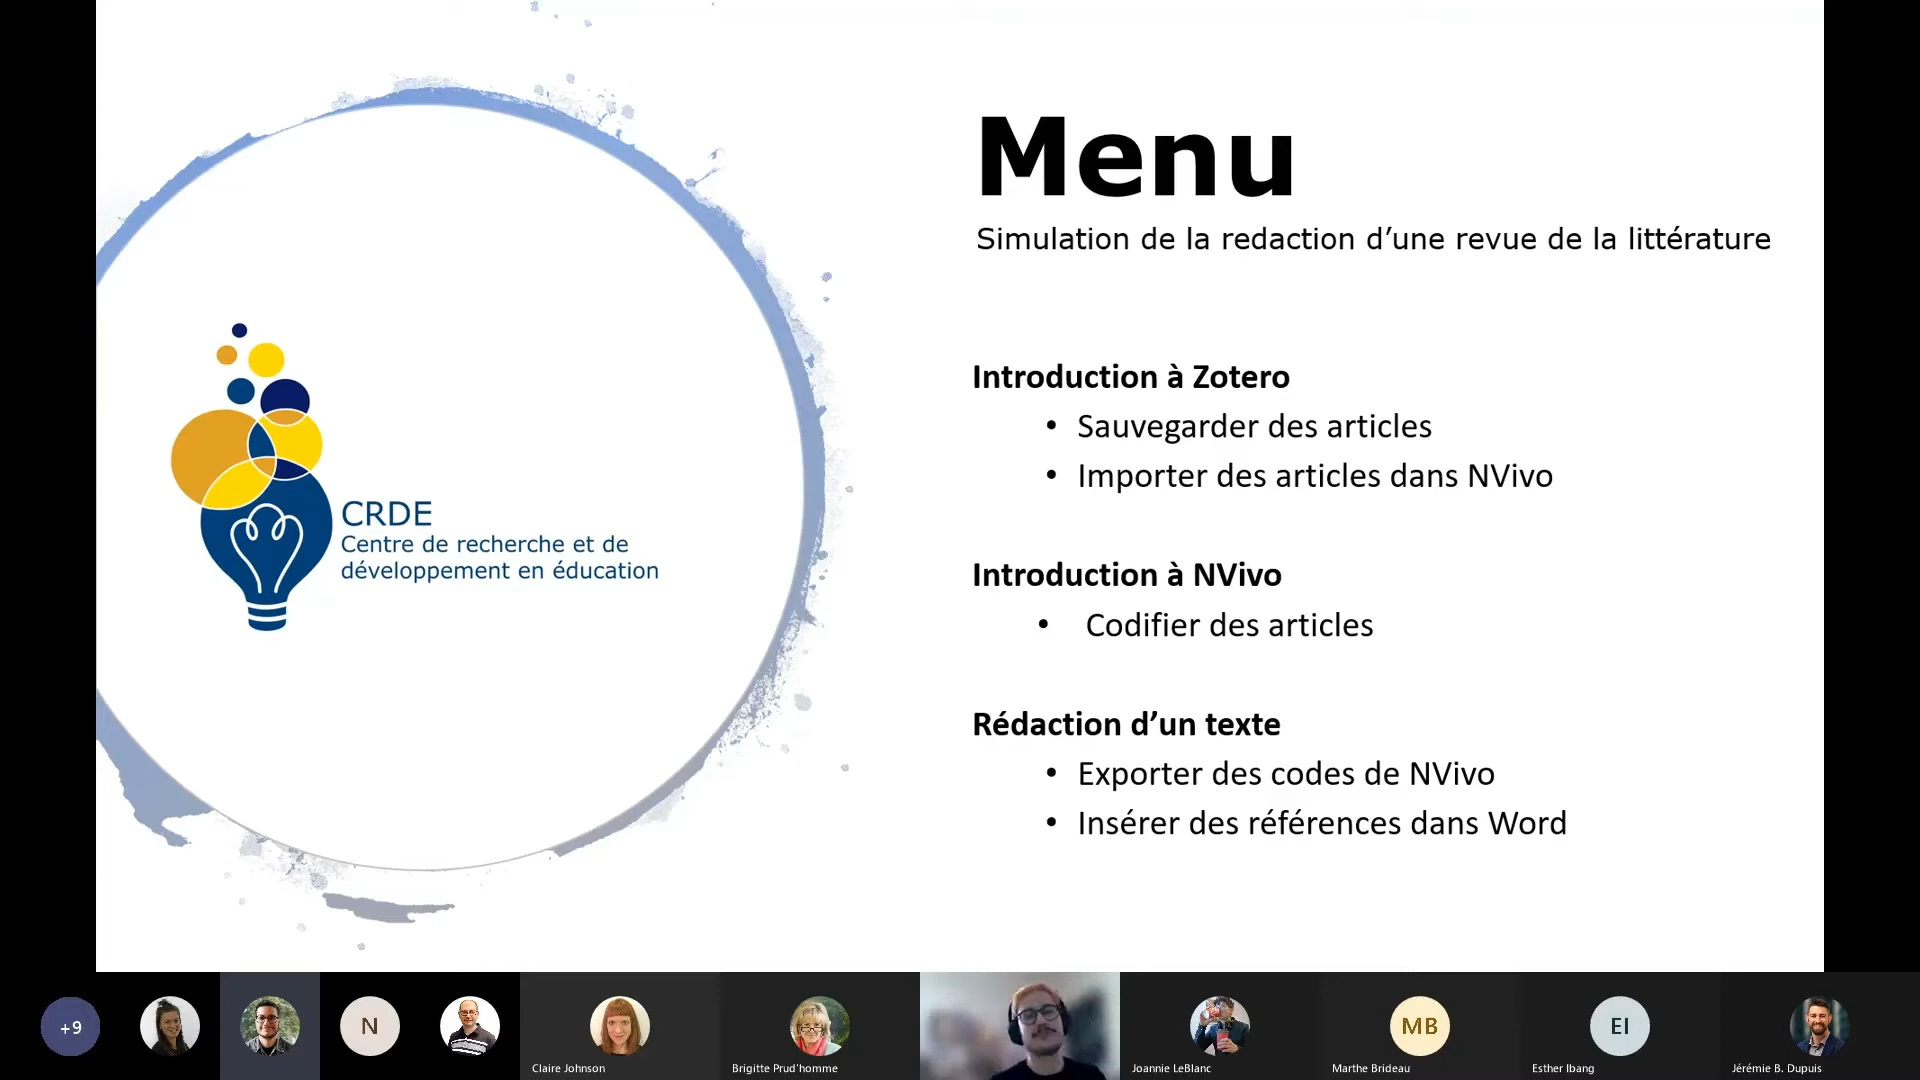 Menu
Simulation de la redaction d’une revue de la littérature
Introduction à Zotero
• Sauvegarder des articles
• Importer des articles dans NVivo
Introduction à NVivo
• Codifier des articles
Rédaction d’un texte
• Exporter des codes de NVivo
• Insérer des références dans Word
CRDE
Centre de recherche et de
développement en éducation
+9
N
MB
EI
Claire Johnson
Brigitte Prud'homme
Joannie LeBlanc
Marthe Brideau
Esther Ibang
Jérémie B. Dupuis